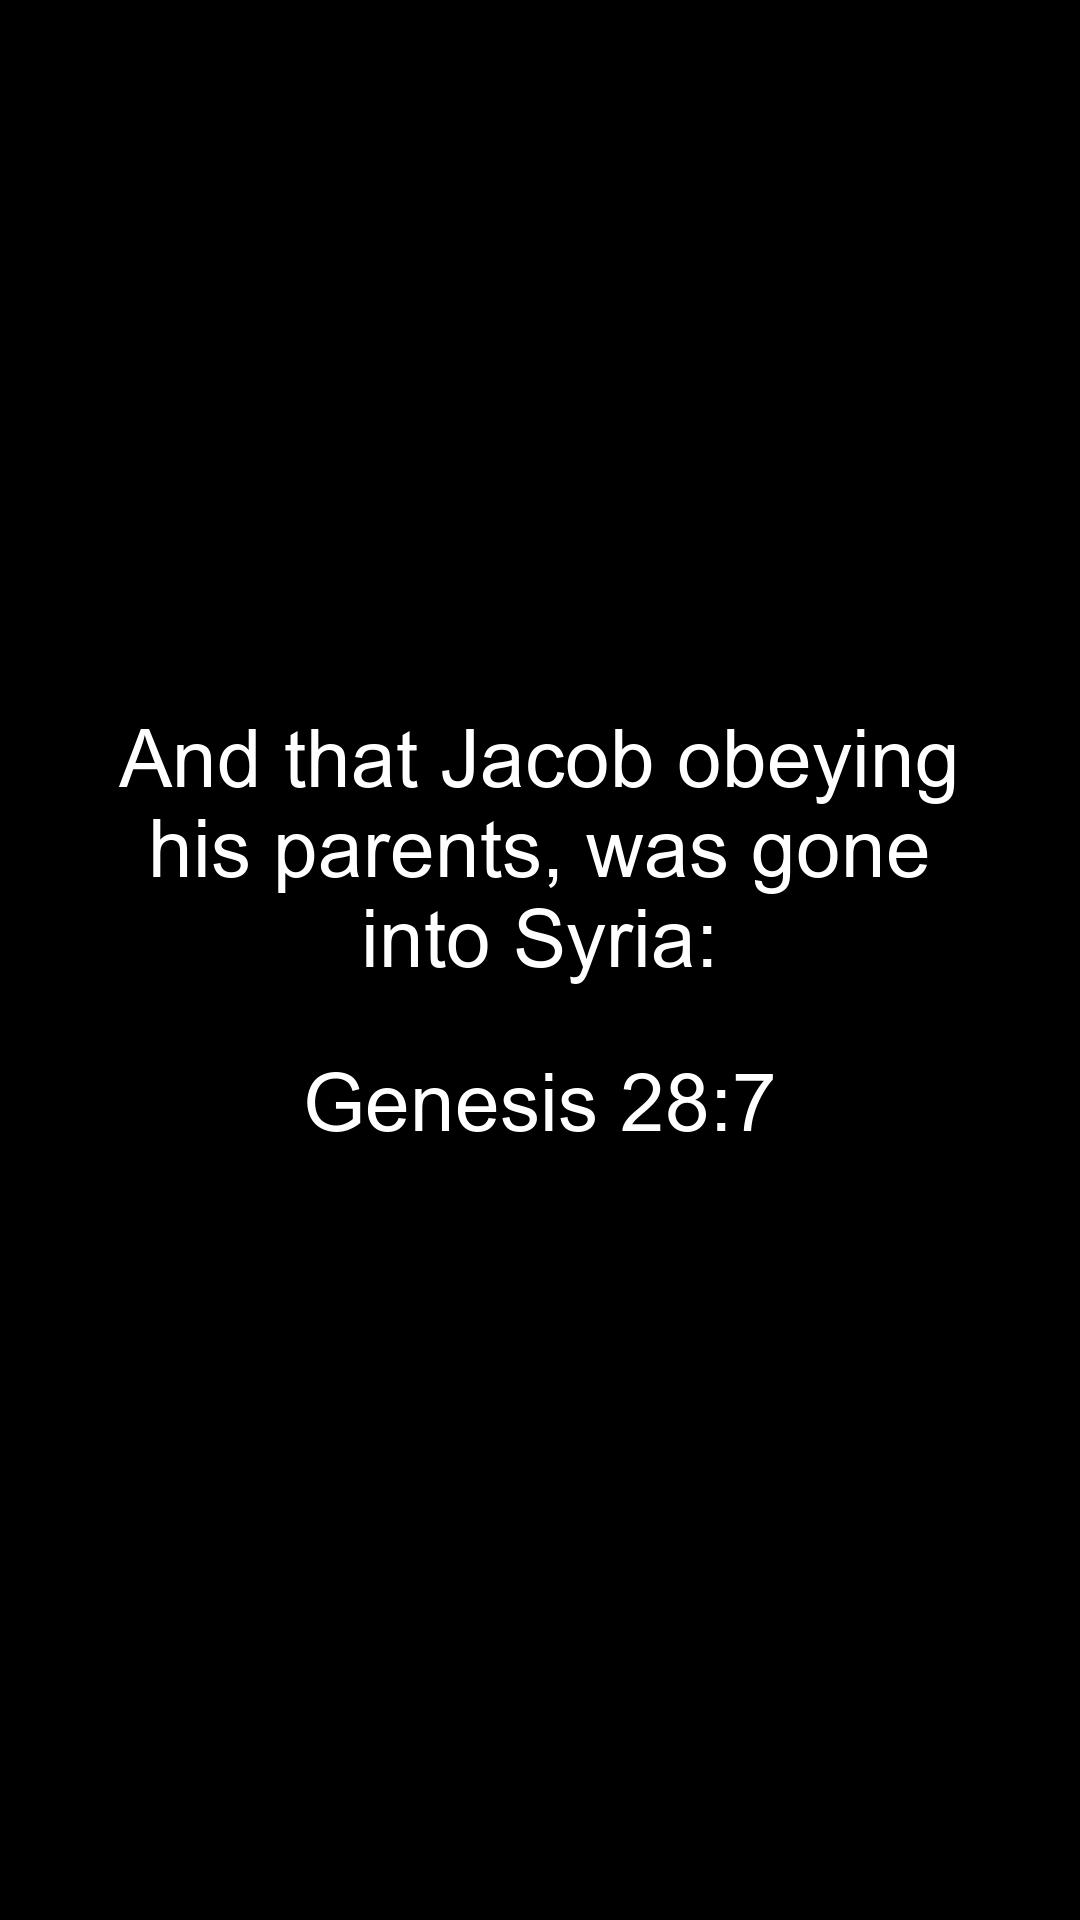 And that Jacob obeying
his parents, was gone
into Syria:
Genesis 28:7